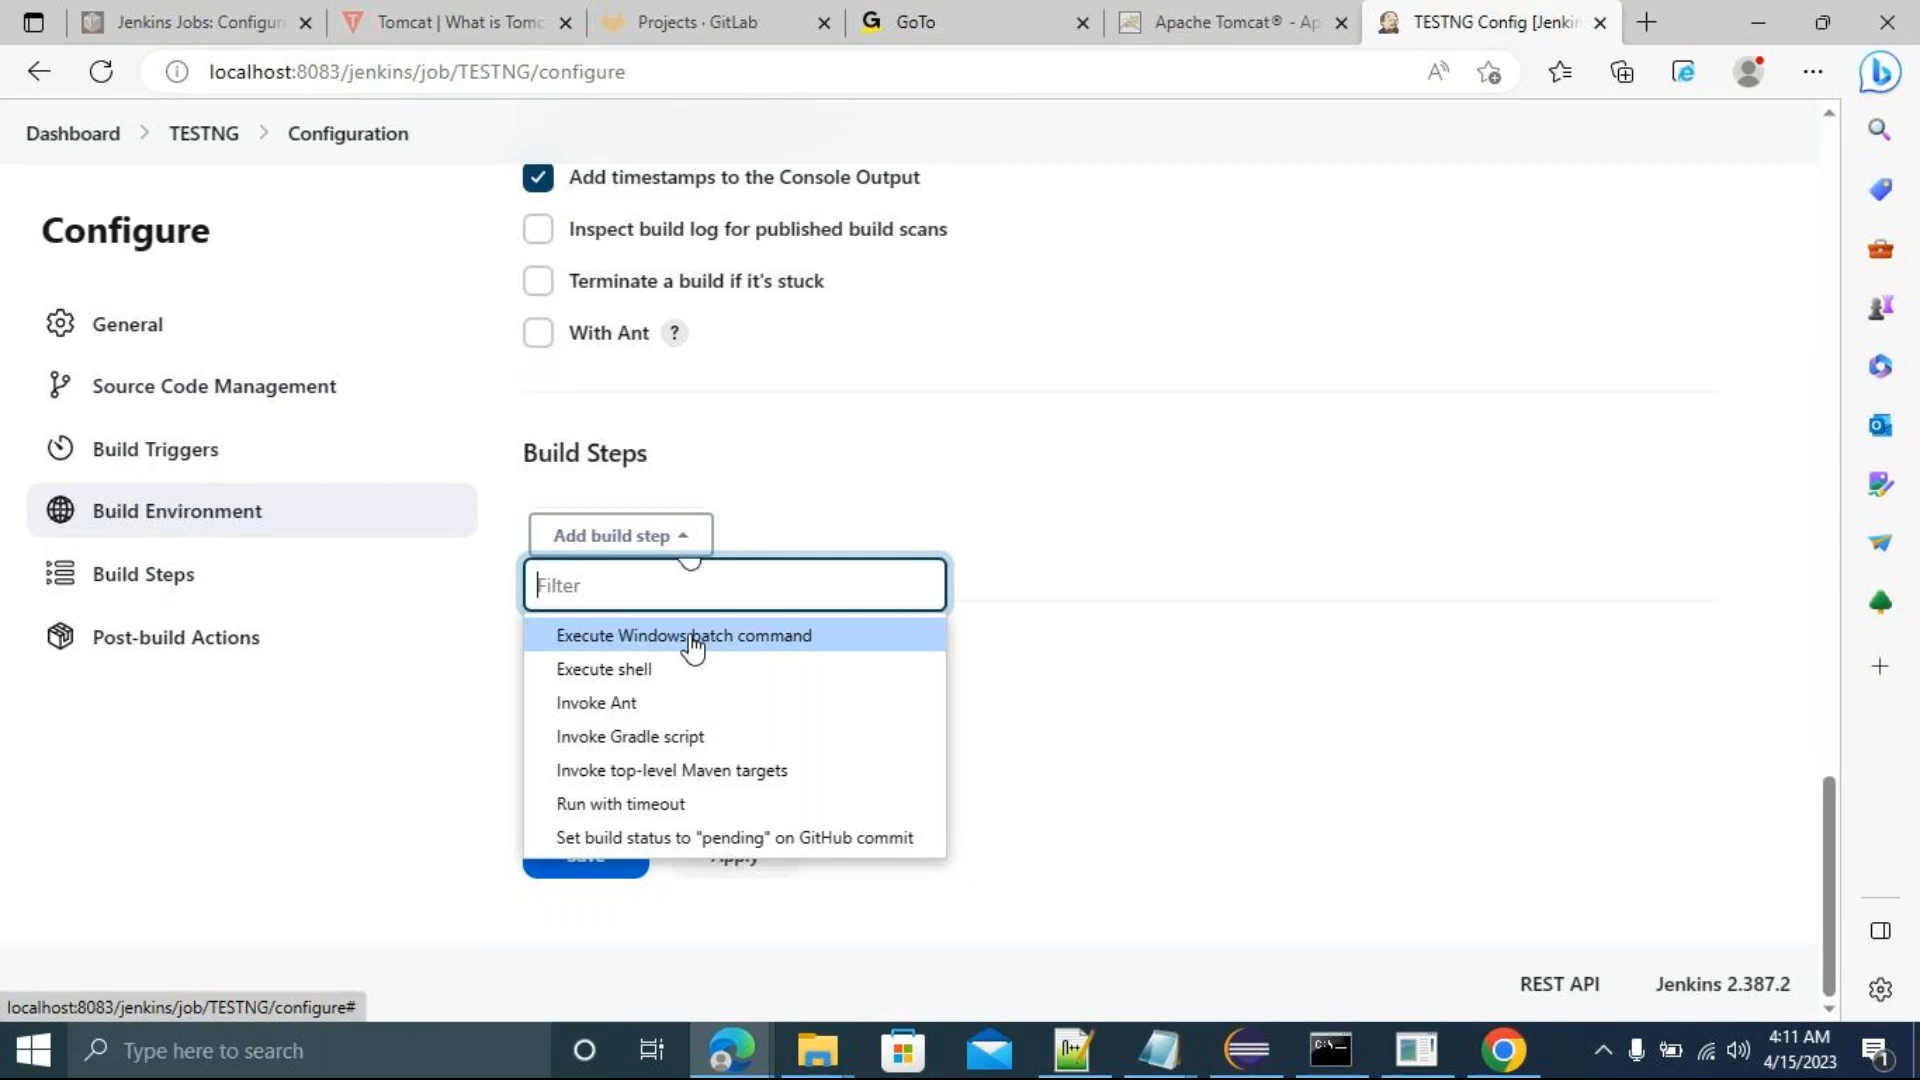 Jenkins Jobs: Configur
Tomcat | What is Tomc
Projects · GitLab
GoTo
Apache Tomcat® - Ap
TESTNG Config [Jenkin
localhost:8083/jenkins/job/TESTNG/configure
Dashboard > TESTNG > Configuration
Configure
General
Source Code Management
Build Triggers
Build Environment
Build Steps
Post-build Actions
Add timestamps to the Console Output
Inspect build log for published build scans
Terminate a build if it's stuck
With Ant ?
Build Steps
Add build step
Filter
Execute Windows batch command
Execute shell
Invoke Ant
Invoke Gradle script
Invoke top-level Maven targets
Run with timeout
Set build status to "pending" on GitHub commit
Save
Apply
REST API
Jenkins 2.387.2
localhost:8083/jenkins/job/TESTNG/configure#
Type here to search
4:11 AM
4/15/2023
1